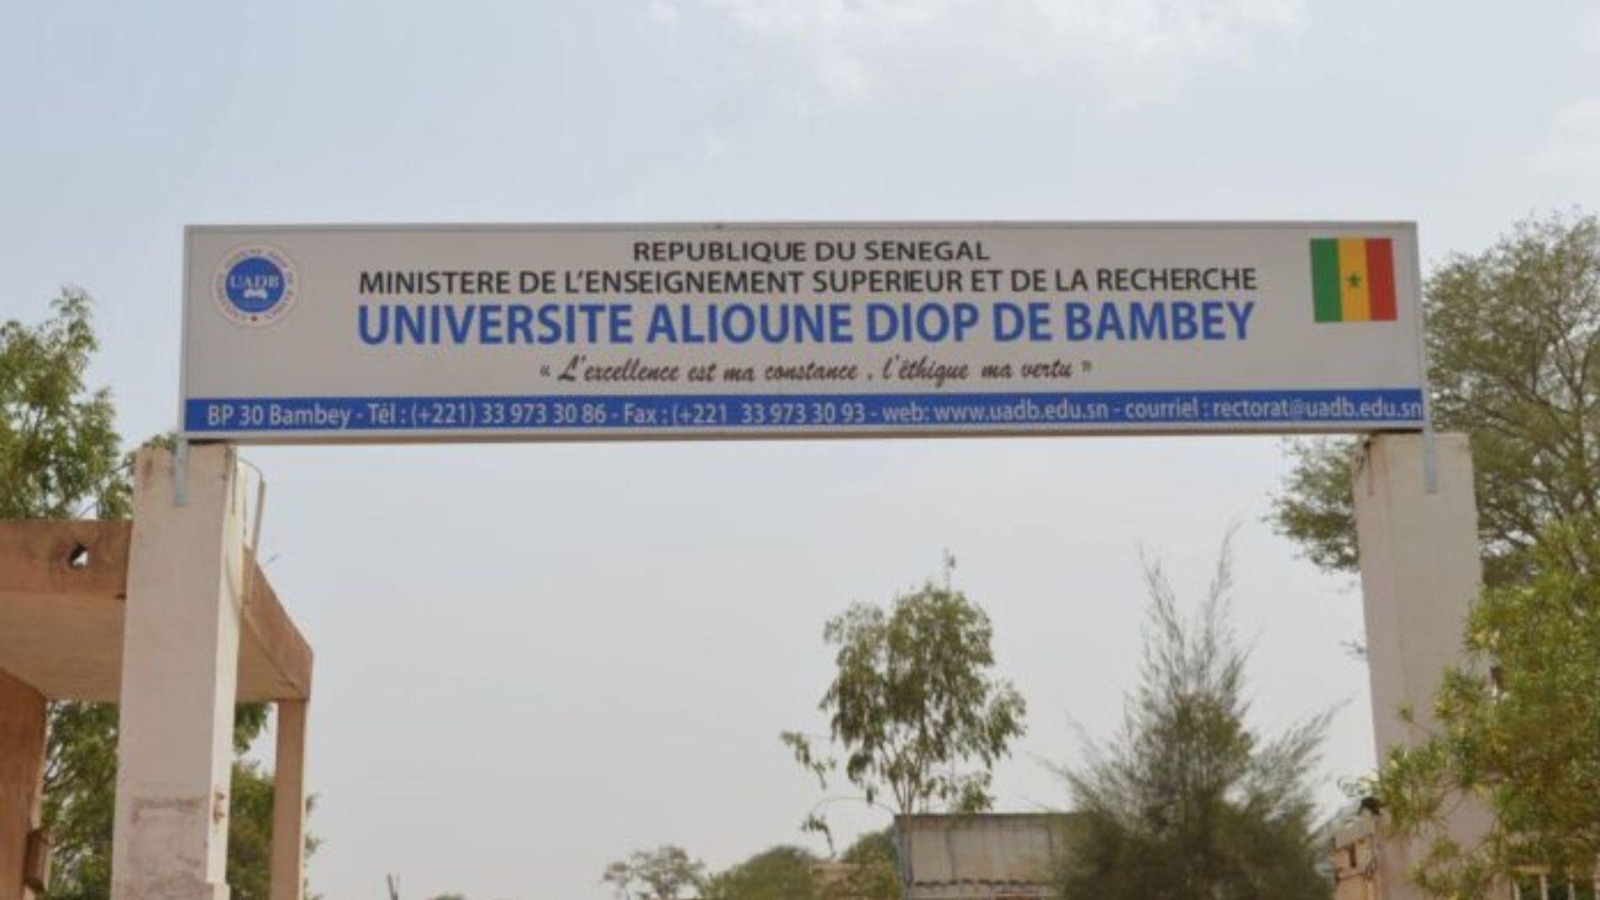 REPUBLIQUE DU SENEGAL
MINISTERE DE L'ENSEIGNEMENT SUPERIEUR ET DE LA RECHERCHE
UNIVERSITE ALIOUNE DIOP DE BAMBEY
« L'excellence est ma constance , l'éthique ma vertu »
BP 30 Bambey - Tél : (+221) 33 973 30 86 - Fax : (+221 33 973 30 93 - web: www.uadb.edu.sn - courriel : rectorat@uadb.edu.sn
UADB